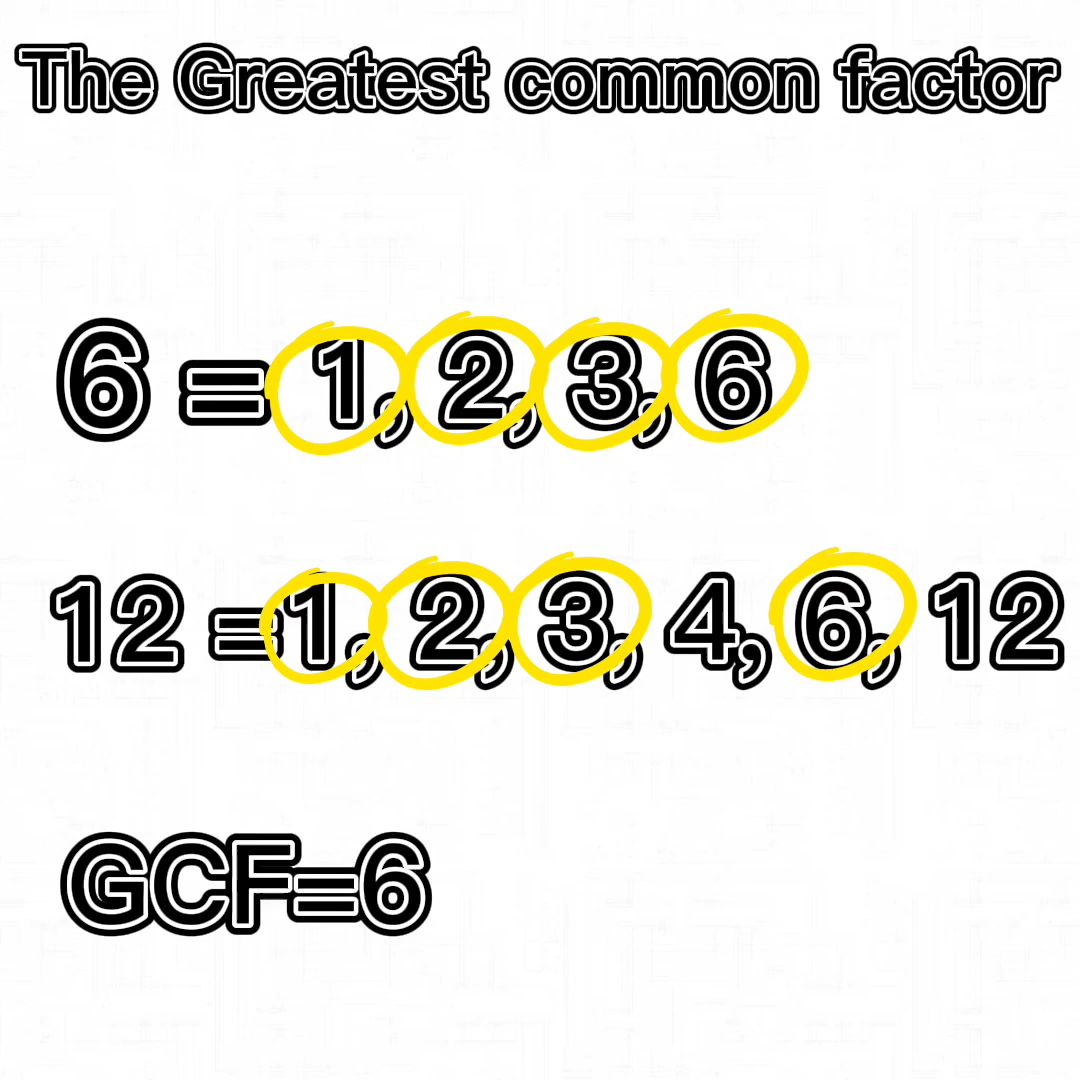 The Greatest common factor
6 = 1, 2, 3, 6
12 =1, 2, 3, 4, 6, 12
GCF=6